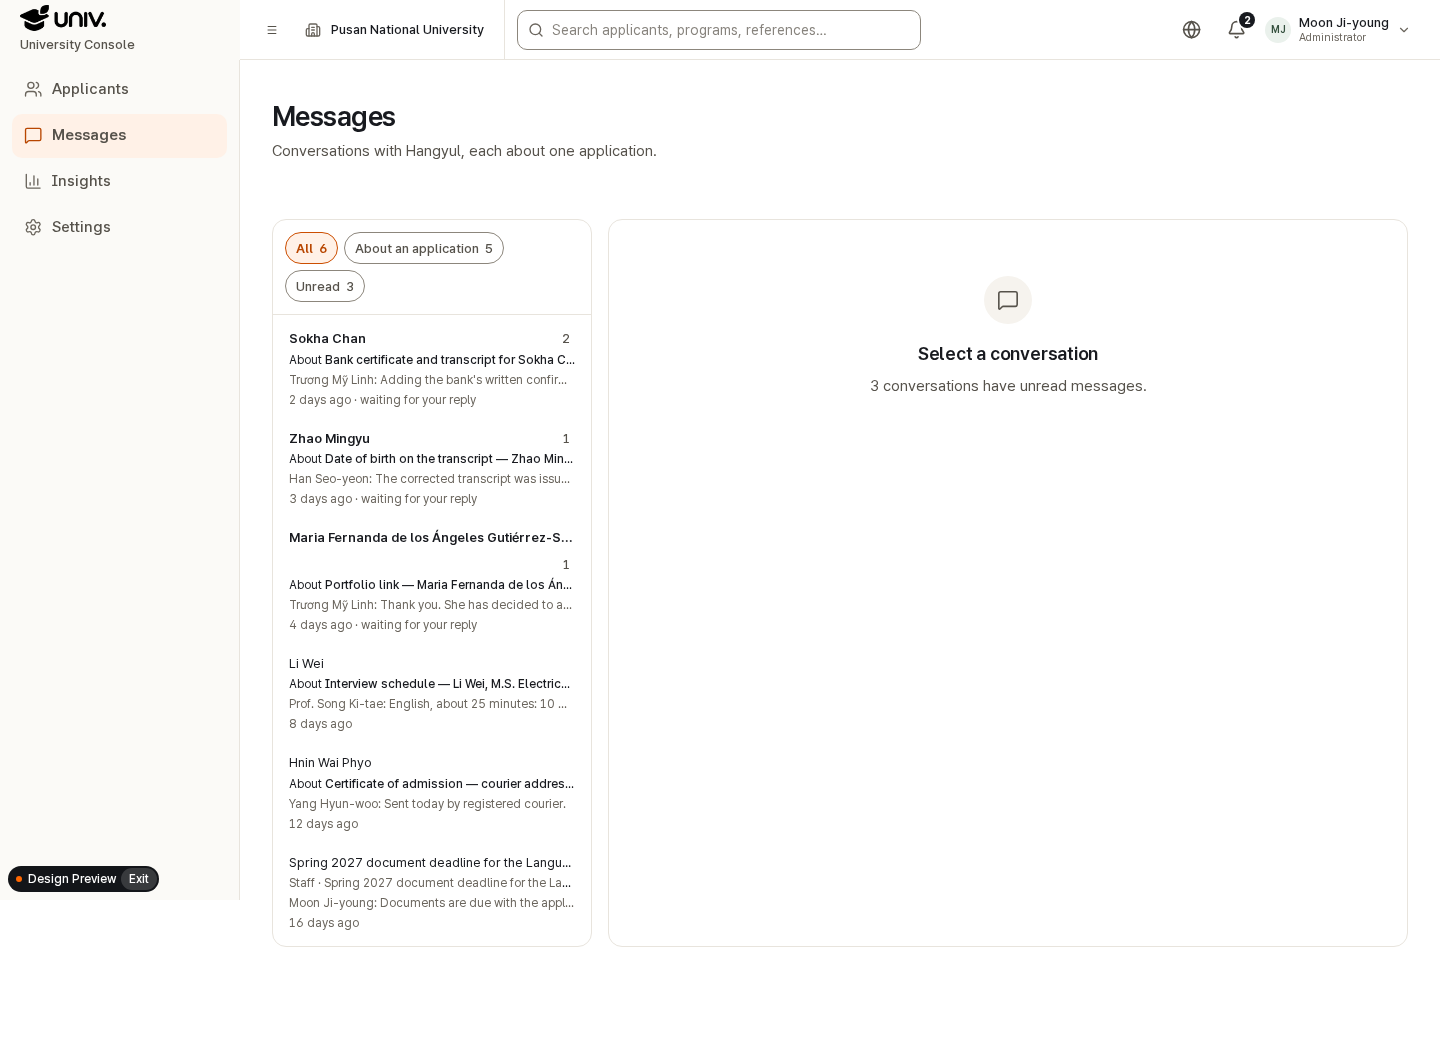 UNIV.
University Console
Pusan National University
Search applicants, programs, references...
2
MJ
Moon Ji-young
Administrator
Applicants
Messages
Insights
Settings
Messages
Conversations with Hangyul, each about one application.
All 6
About an application 5
Unread 3
Sokha Chan 2
About Bank certificate and transcript for Sokha C...
Trương Mỹ Linh: Adding the bank's written confir...
2 days ago · waiting for your reply
Zhao Mingyu 1
About Date of birth on the transcript — Zhao Min...
Han Seo-yeon: The corrected transcript was issu...
3 days ago · waiting for your reply
Maria Fernanda de los Ángeles Gutiérrez-S...
1
About Portfolio link — Maria Fernanda de los Án...
Trương Mỹ Linh: Thank you. She has decided to a...
4 days ago · waiting for your reply
Li Wei
About Interview schedule — Li Wei, M.S. Electric...
Prof. Song Ki-tae: English, about 25 minutes: 10 ...
8 days ago
Hnin Wai Phyo
About Certificate of admission — courier addres...
Yang Hyun-woo: Sent today by registered courier.
12 days ago
Spring 2027 document deadline for the Langu...
Staff · Spring 2027 document deadline for the La...
Moon Ji-young: Documents are due with the appl...
16 days ago
Select a conversation
3 conversations have unread messages.
Design Preview Exit